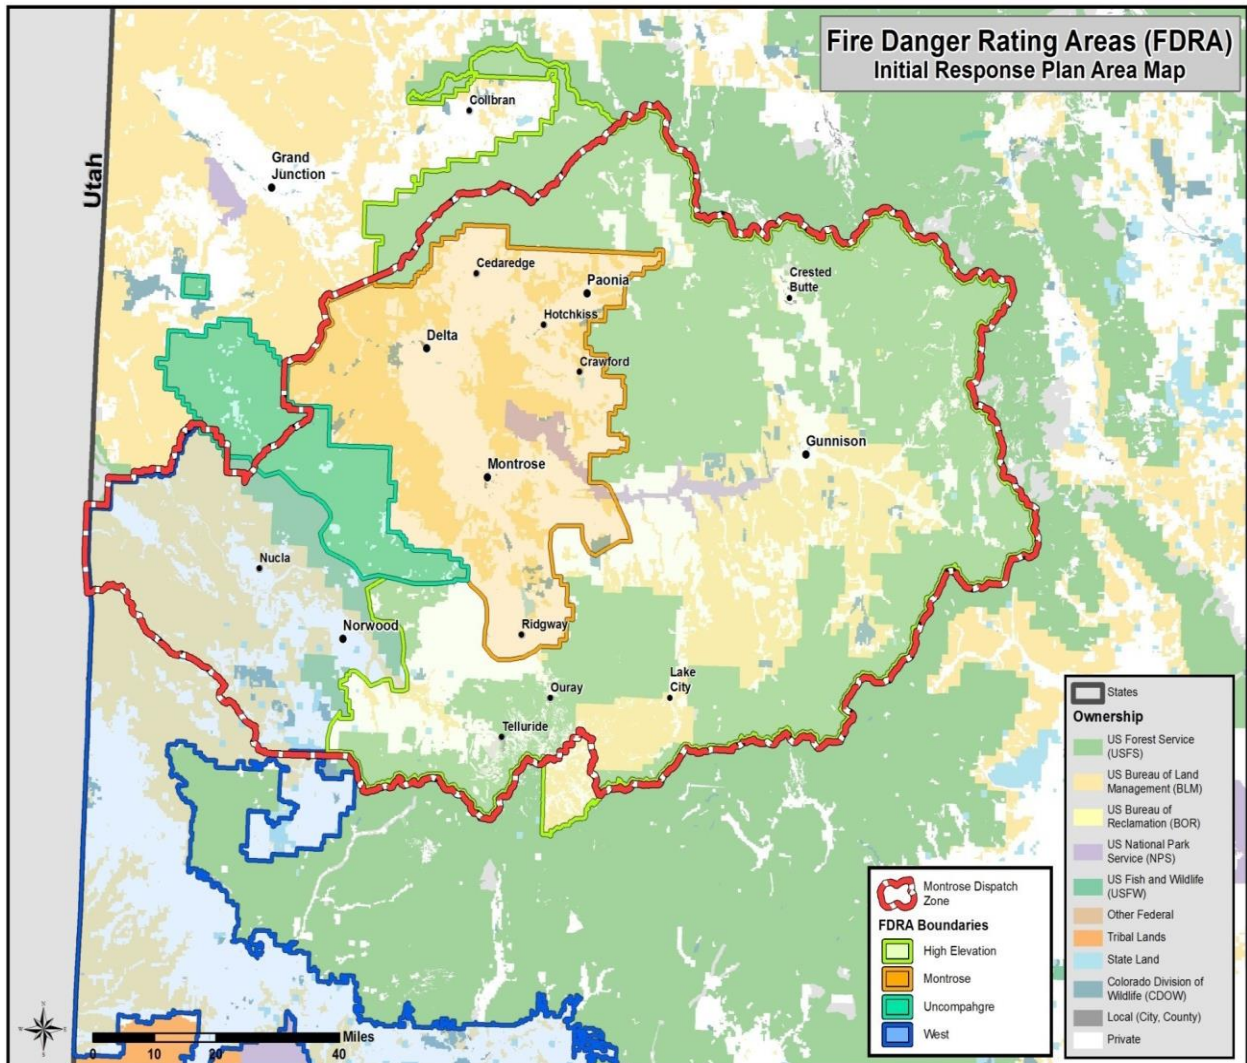 Fire Danger Rating Areas (FDRA)
Initial Response Plan Area Map
Utah
Collbran
Grand
Junction
Cedaredge
Paonia
Crested
Butte
Hotchkiss
Delta
Crawford
Gunnison
Montrose
Nucla
Norwood
Ridgway
Lake
City
Ouray
Telluride
States
Ownership
US Forest Service
(USFS)
US Bureau of Land
Management (BLM)
US Bureau of
Reclamation (BOR)
US National Park
Service (NPS)
US Fish and Wildlife
(USFW)
Other Federal
Tribal Lands
State Land
Colorado Division of
Wildlife (CDOW)
Local (City, County)
Private
Montrose Dispatch
Zone
FDRA Boundaries
High Elevation
Montrose
Uncompahgre
West
N
W E
S
Miles
0 10 20 40